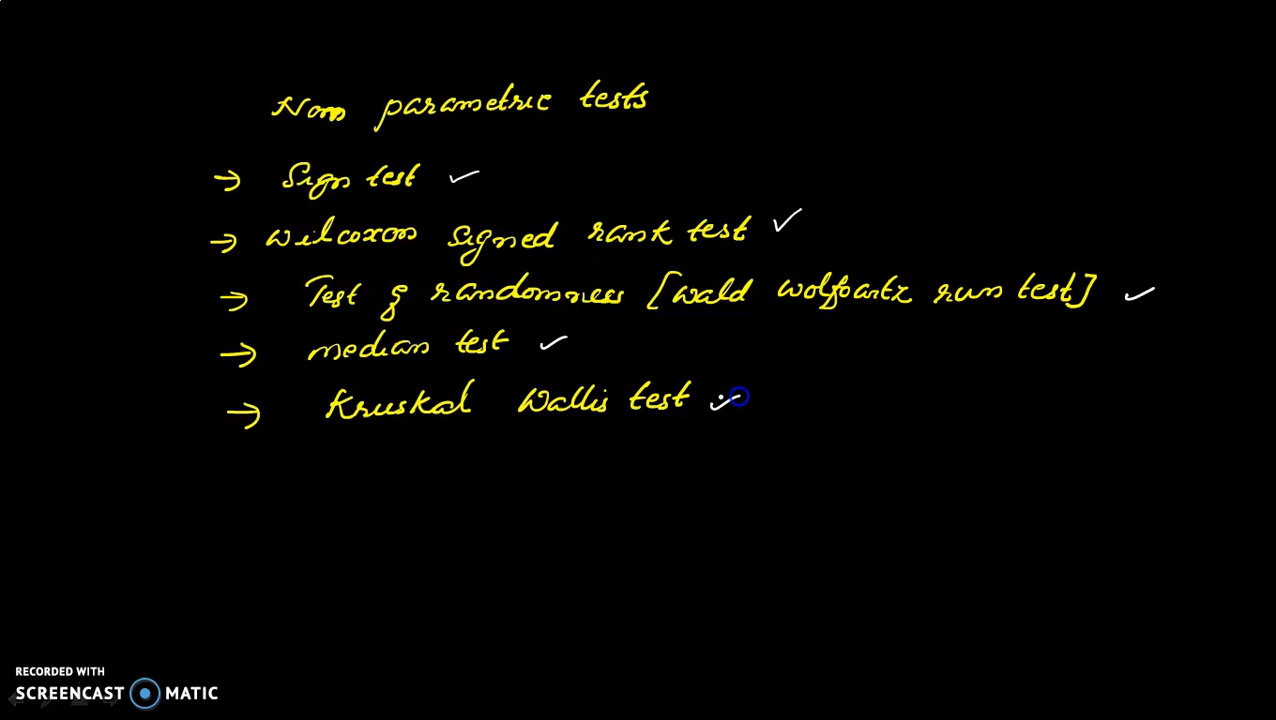 Non parametric tests
→ Sign test ✓
→ Wilcoxon signed rank test ✓
→ Test of randomness [wald wolfoartz run test] ✓
→ median test ✓
→ Kruskal Wallis test ✓
RECORDED WITH
SCREENCAST MATIC